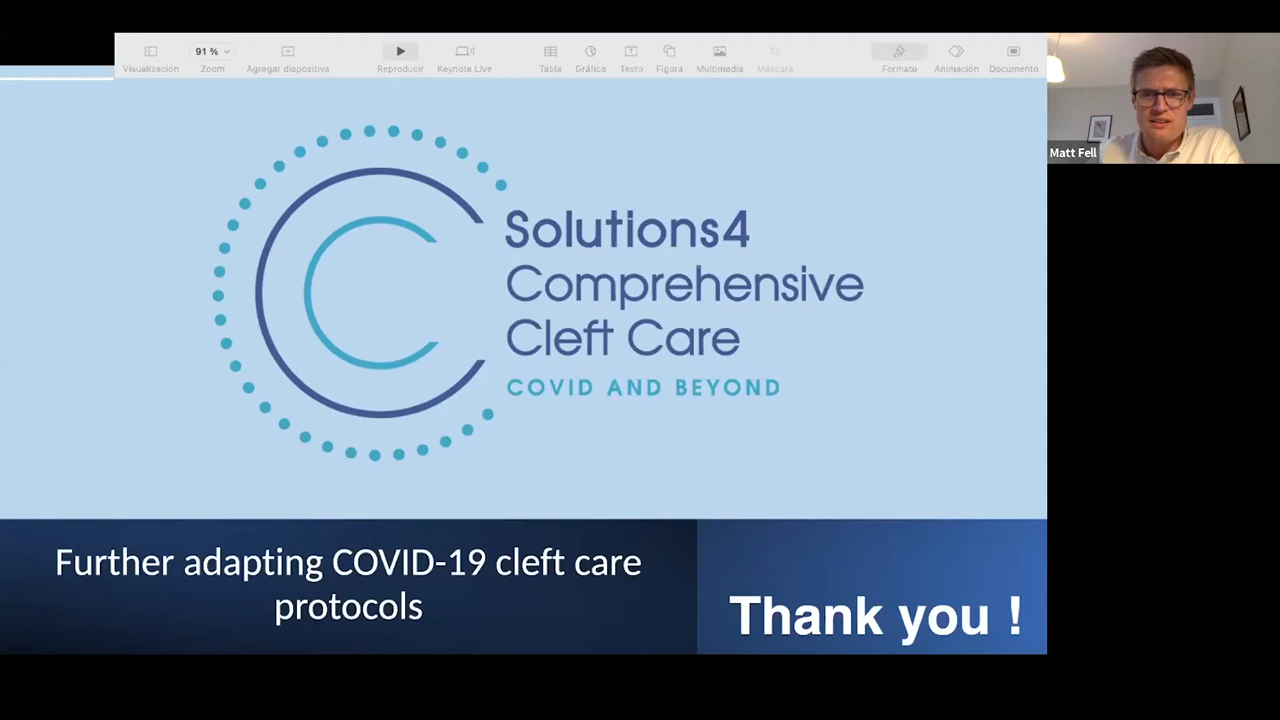 91 %
Visualización
Zoom
Agregar diapositiva
Reproducir
Keynote Live
Tabla
Gráfica
Texto
Figura
Multimedia
Máscara
Formato
Animación
Documento
Matt Fell
Solutions4
Comprehensive
Cleft Care
COVID AND BEYOND
Further adapting COVID-19 cleft care
protocols
Thank you !